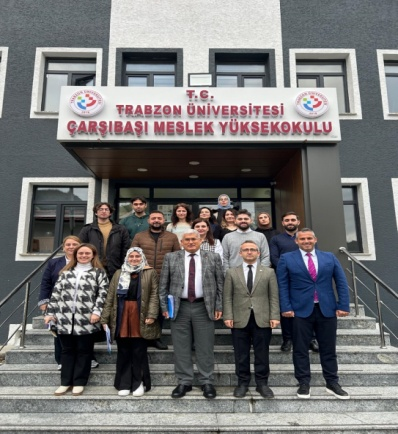 T.C.
TRABZON ÜNİVERSİTESİ
ÇARŞIBAŞI MESLEK YÜKSEKOKULU